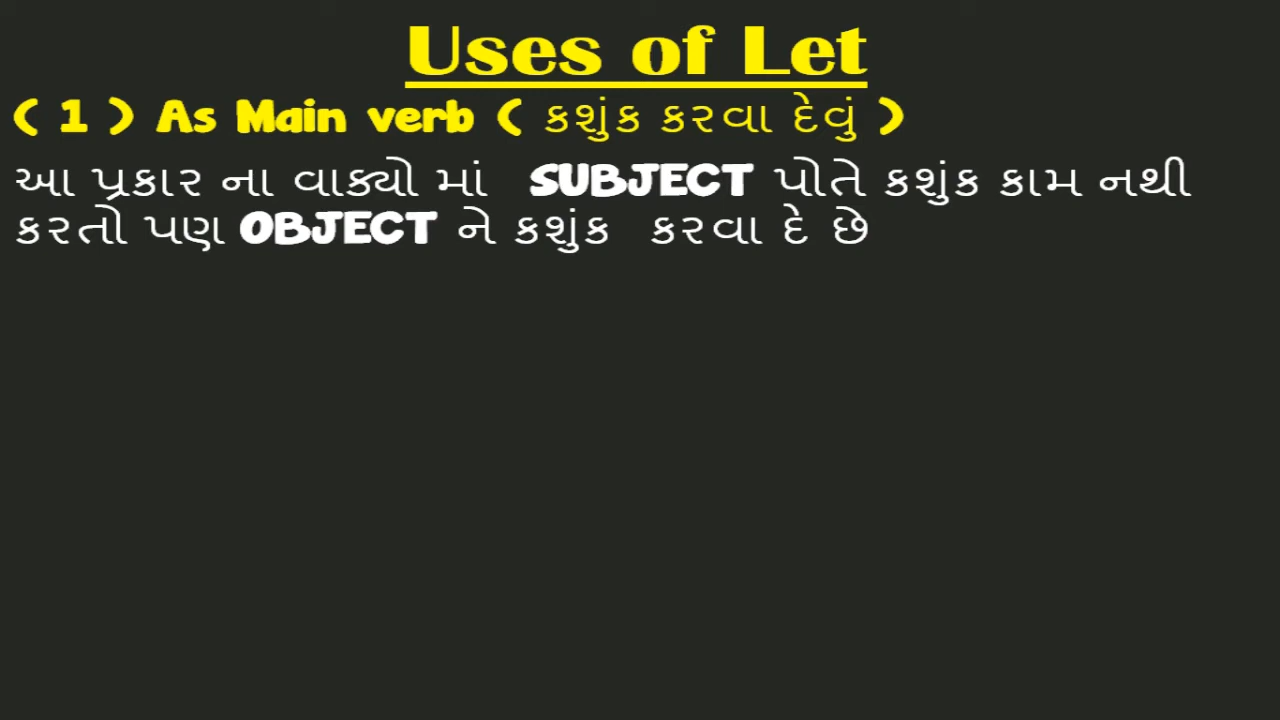 Uses of Let
( 1 ) As Main verb ( કશુંક કરવા દેવું )
આ પ્રકાર ના વાક્યો માં SUBJECT પોતે કશુંક કામ નથી
કરતો પણ OBJECT ને કશુંક કરવા દે છે